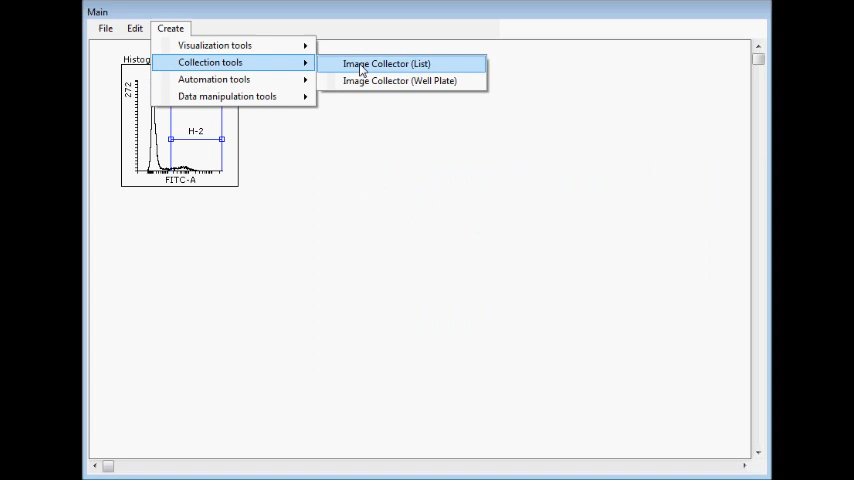 Main
File Edit Create
Visualization tools
Collection tools
Automation tools
Data manipulation tools
Image Collector (List)
Image Collector (Well Plate)
Histog
272
H-2
FITC-A